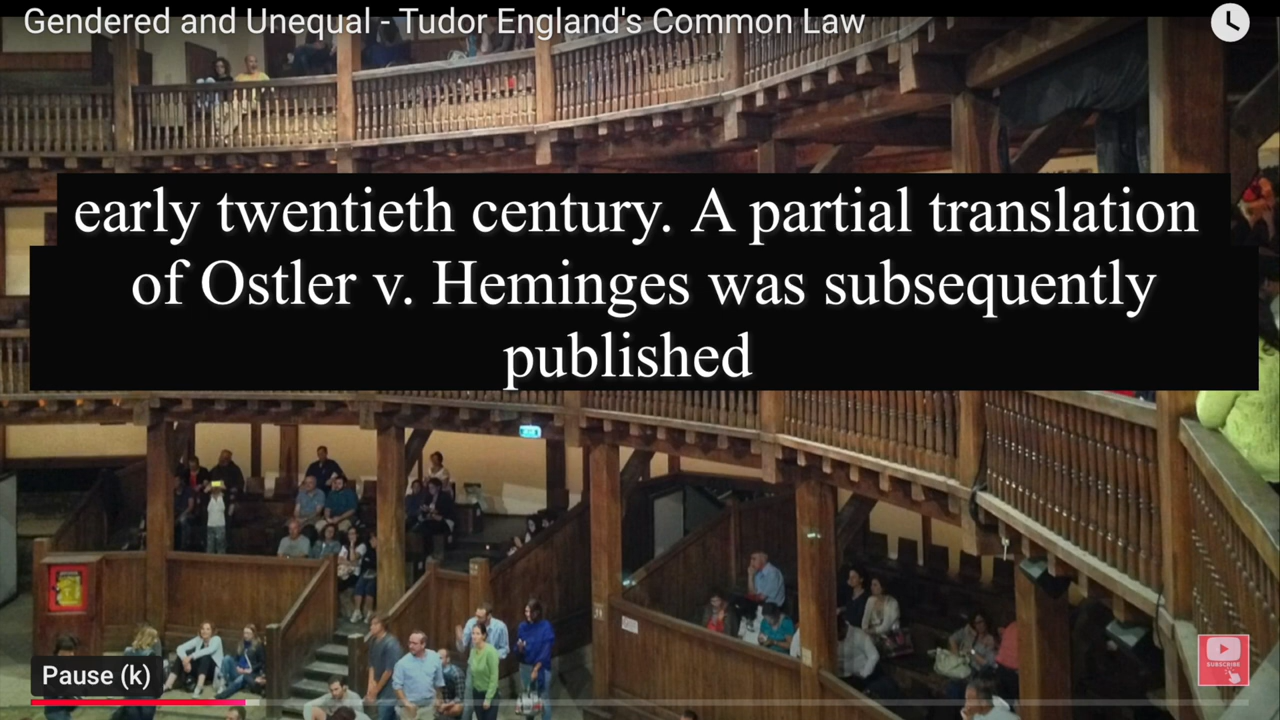 Gendered and Unequal - Tudor England's Common Law
early twentieth century. A partial translation
of Ostler v. Heminges was subsequently
published
Pause (k)
SUBSCRIBE